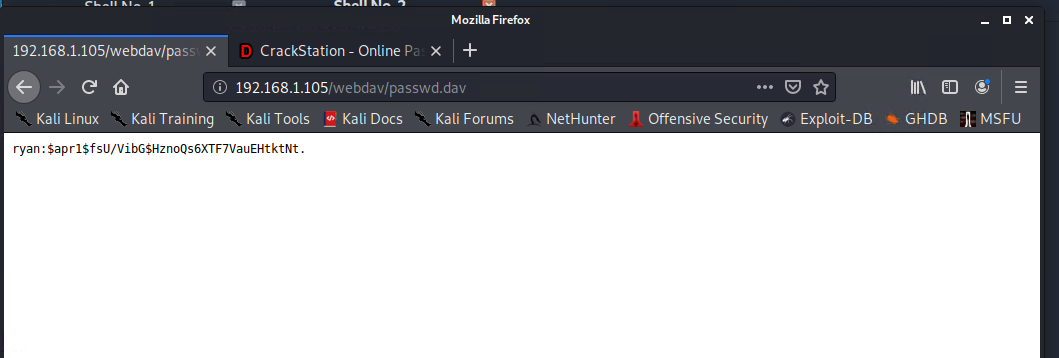 Shell No. 1 Shell No. 2
Mozilla Firefox
192.168.1.105/webdav/pass CrackStation - Online Pa
192.168.1.105/webdav/passwd.dav
Kali Linux Kali Training Kali Tools Kali Docs Kali Forums NetHunter Offensive Security Exploit-DB GHDB MSFU
ryan:$apr1$fsU/VibG$HznoQs6XTF7VauEHtktNt.